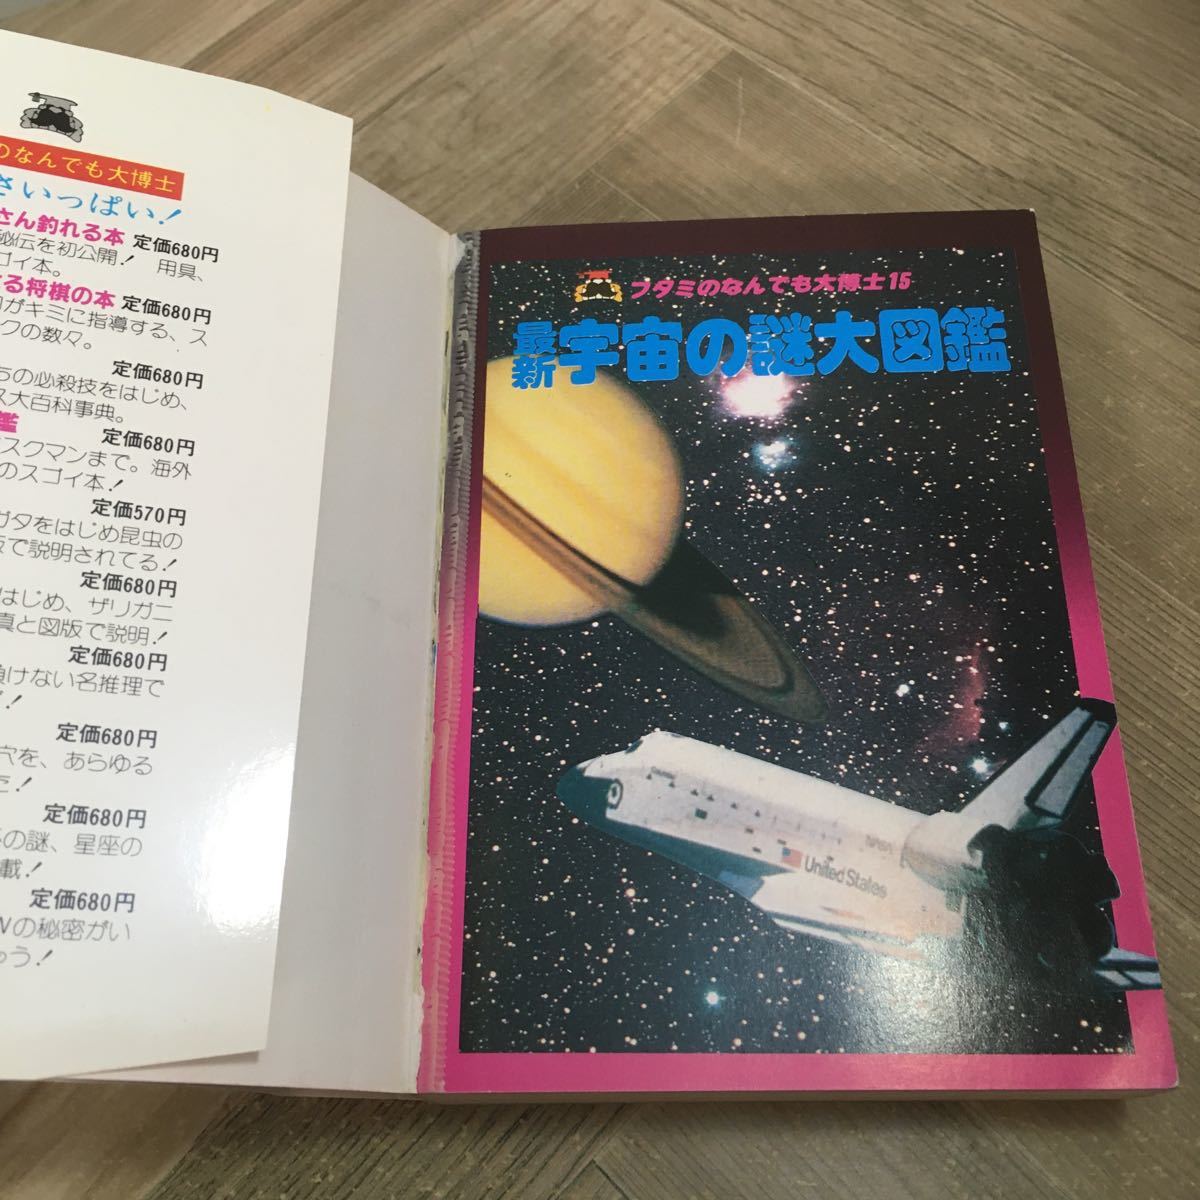 のなんでも大博士
さいっぱい!
さん釣れる本 定価680円
秘伝を初公開! 用具、
ゴイ本。
る将棋の本 定価680円
がキミに指導する、ス
クの数々。
定価680円
ちの必殺技をはじめ、
ス大百科事典。
鑑 定価680円
スクマンまで。海外
のスゴイ本!
定価570円
ガタをはじめ昆虫の
版で説明されてる!
定価680円
はじめ、ザリガニ
真と図版で説明!
定価680円
負けない名推理で
!
定価680円
穴を、あらゆる
た!
定価680円
の謎、星座の
載!
定価680円
Nの秘密がい
ゅう!
フタミのなんでも大博士15
最新宇宙の謎大図鑑
NASA
United States